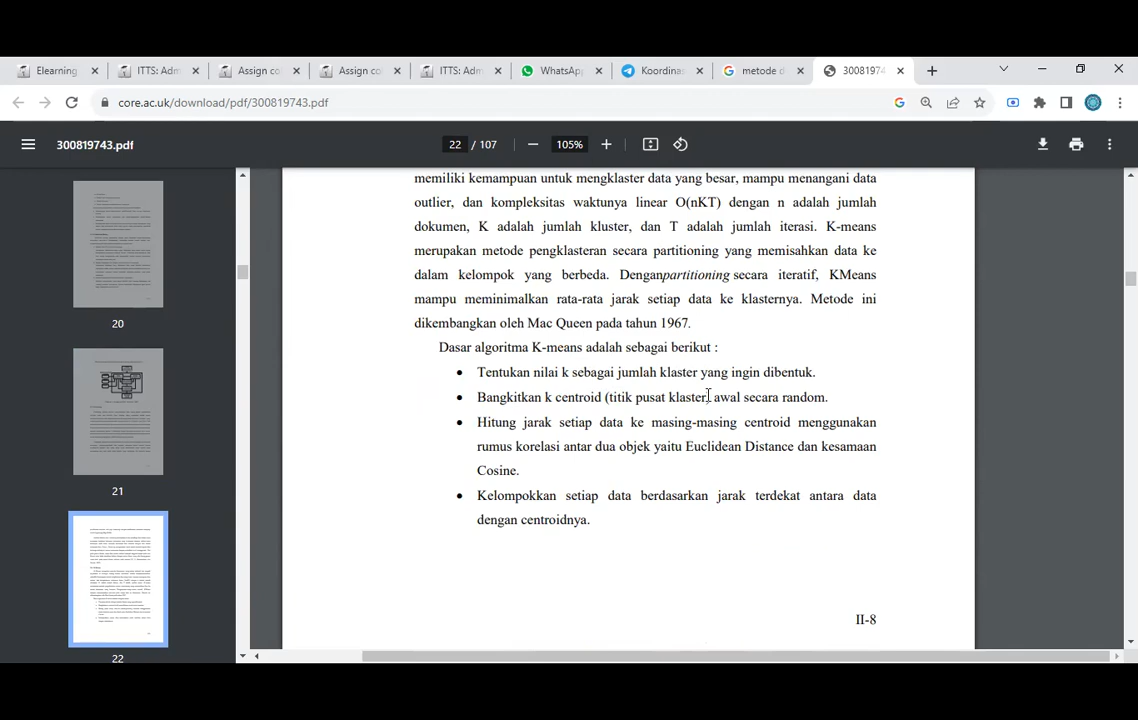 Elearning
ITTS: Adm
Assign co
Assign co
ITTS: Adm
WhatsApp
Koordinas
metode d
30081974
core.ac.uk/download/pdf/300819743.pdf
300819743.pdf
22 / 107
105%
20
21
22
memiliki kemampuan untuk mengklaster data yang besar, mampu menangani data
outlier, dan kompleksitas waktunya linear O(nKT) dengan n adalah jumlah
dokumen, K adalah jumlah kluster, dan T adalah jumlah iterasi. K-means
merupakan metode pengklasteran secara partitioning yang memisahkan data ke
dalam kelompok yang berbeda. Denganpartitioning secara iteratif, KMeans
mampu meminimalkan rata-rata jarak setiap data ke klasternya. Metode ini
dikembangkan oleh Mac Queen pada tahun 1967.
Dasar algoritma K-means adalah sebagai berikut :
• Tentukan nilai k sebagai jumlah klaster yang ingin dibentuk.
• Bangkitkan k centroid (titik pusat klaster) awal secara random.
• Hitung jarak setiap data ke masing-masing centroid menggunakan
rumus korelasi antar dua objek yaitu Euclidean Distance dan kesamaan
Cosine.
• Kelompokkan setiap data berdasarkan jarak terdekat antara data
dengan centroidnya.
II-8